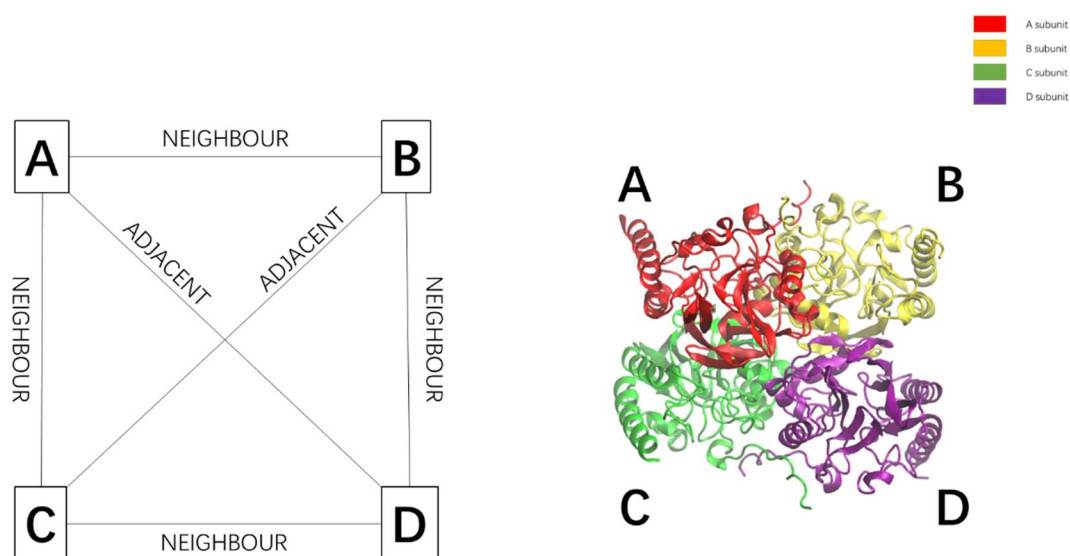 A subunit
B subunit
C subunit
D subunit
A
NEIGHBOUR
B
NEIGHBOUR
ADJACENT
ADJACENT
NEIGHBOUR
C
NEIGHBOUR
D
A
B
C
D